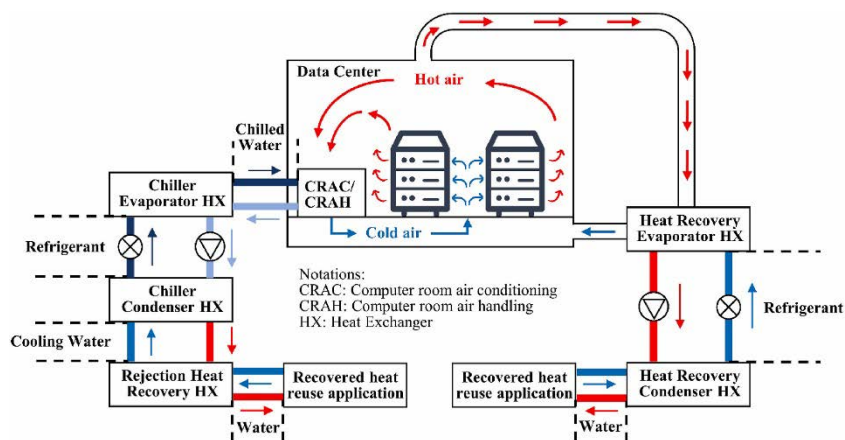 Data Center
Hot air
Chilled
Water
Chiller
Evaporator HX
CRAC/
CRAH
Cold air
Heat Recovery
Evaporator HX
Refrigerant
Notations:
CRAC: Computer room air conditioning
CRAH: Computer room air handling
HX: Heat Exchanger
Chiller
Condenser HX
Refrigerant
Cooling Water
Rejection Heat
Recovery HX
Recovered heat
reuse application
Recovered heat
reuse application
Heat Recovery
Condenser HX
Water
Water